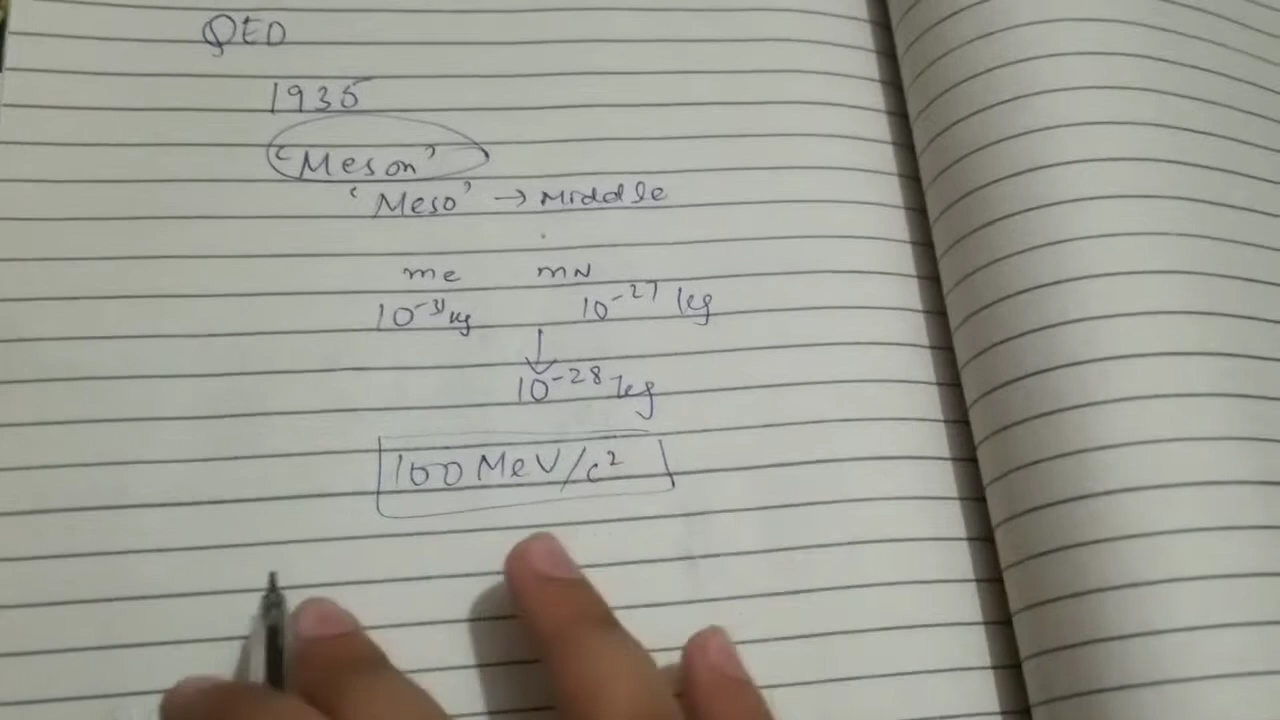 QED
1935
'Meson'
'Meso' → Middle
me mN
10⁻³¹ kg 10⁻²⁷ kg
↓
10⁻²⁸ kg
100 MeV/c²